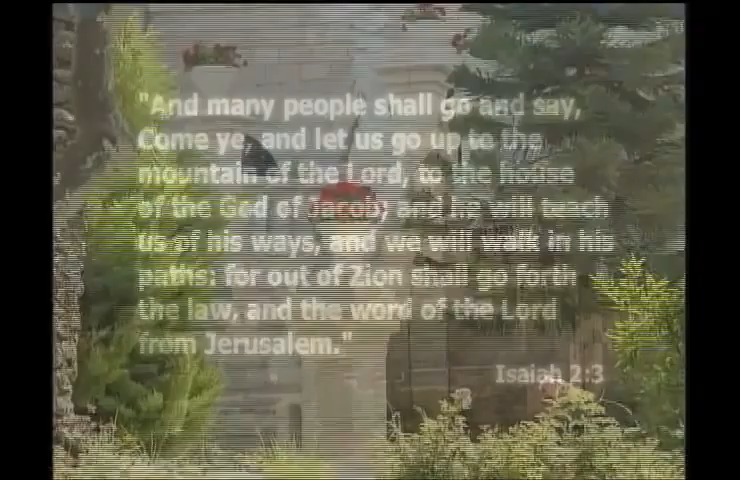 "And many people shall go and say,
Come ye, and let us go up to the
mountain of the Lord, to the house
of the God of Jacob, and he will teach
us of his ways, and we will walk in his
paths: for out of Zion shall go forth
the law, and the word of the Lord
from Jerusalem."
Isaiah 2:3